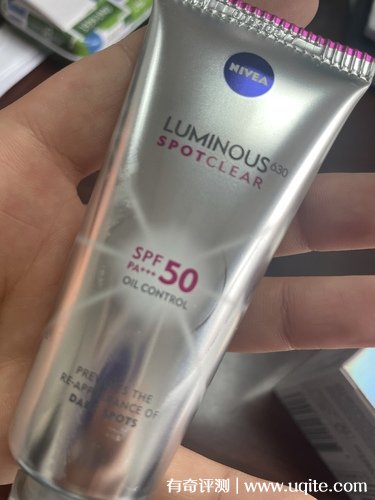 NIVEA
LUMINOUS630
SPOTCLEAR
SPF 50
PA+++
OIL CONTROL
PREVENTS THE
RE-APPEARANCE OF
DARK SPOTS
有奇评测｜www.uqite.com